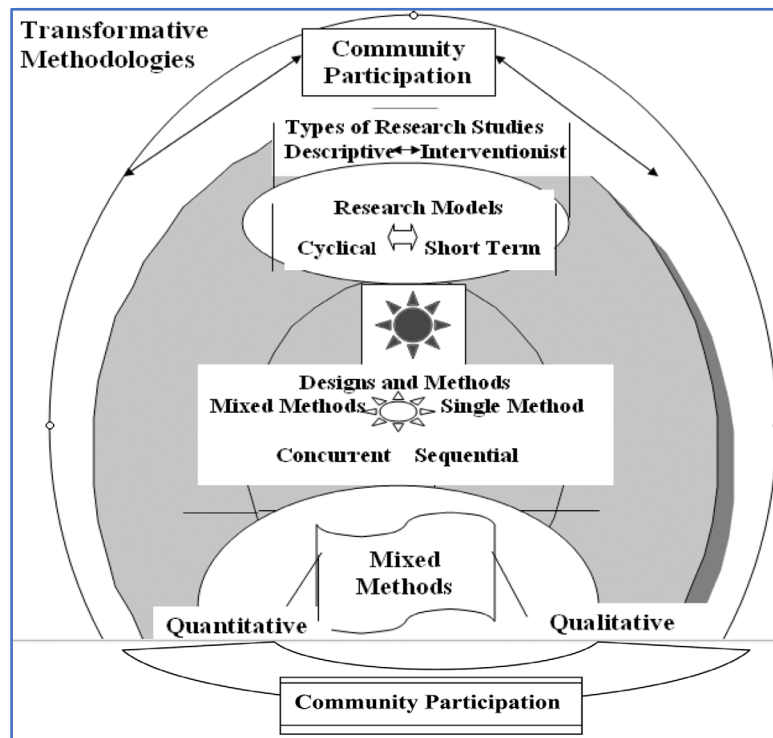 Transformative
Methodologies
Community
Participation
Types of Research Studies
Descriptive Interventionist
Research Models
Cyclical Short Term
Designs and Methods
Mixed Methods Single Method
Concurrent Sequential
Mixed
Methods
Quantitative Qualitative
Community Participation